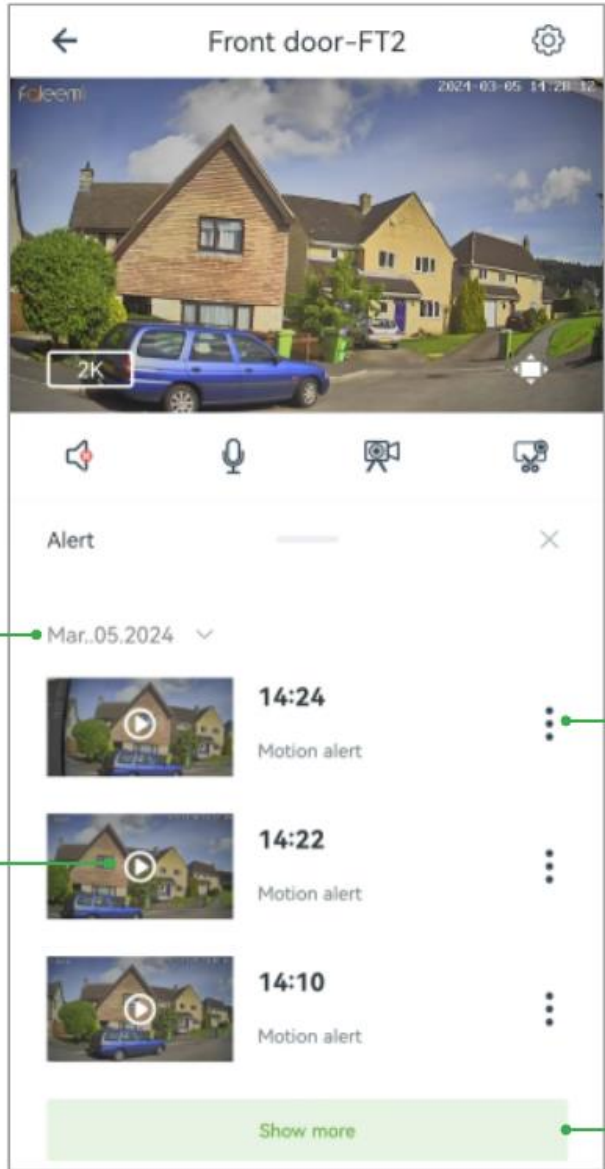 Front door-FT2
Faleemi
2024-03-05 14:28:12
2K
Alert
Mar..05.2024
14:24
Motion alert
14:22
Motion alert
14:10
Motion alert
Show more